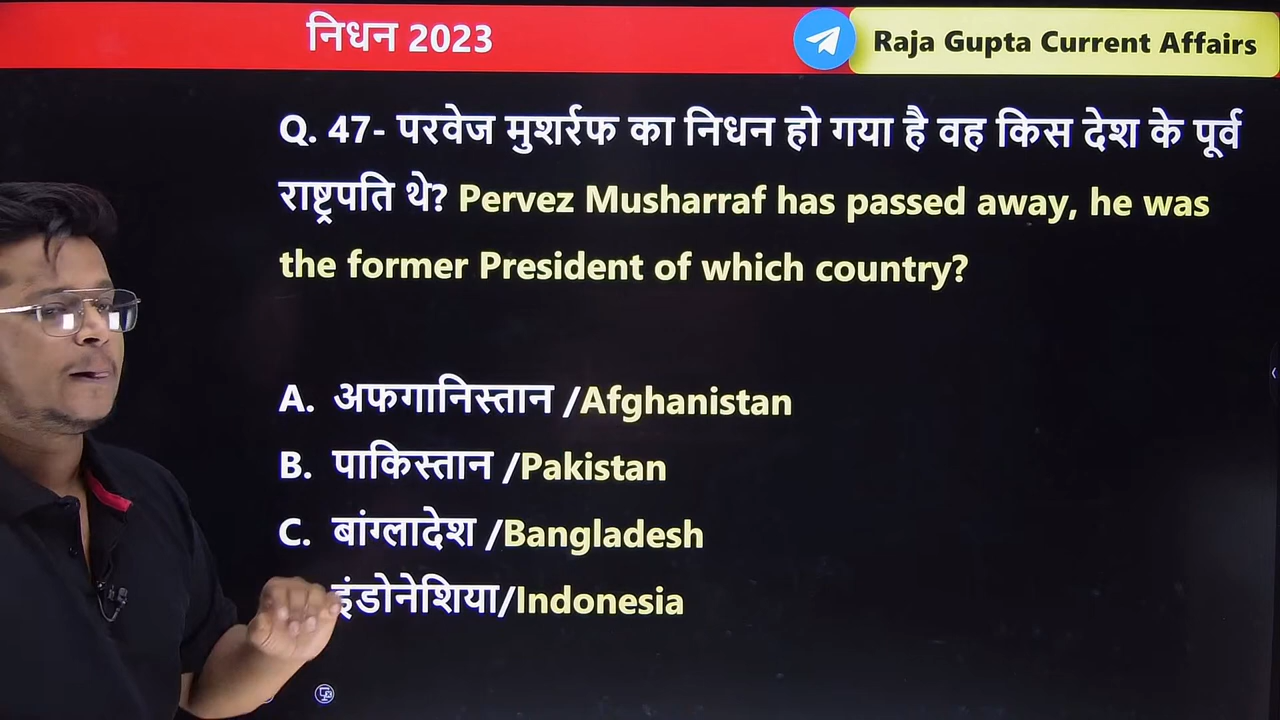 निधन 2023
Raja Gupta Current Affairs
Q. 47- परवेज मुशर्रफ का निधन हो गया है वह किस देश के पूर्व
राष्ट्रपति थे? Pervez Musharraf has passed away, he was
the former President of which country?
A. अफगानिस्तान /Afghanistan
B. पाकिस्तान /Pakistan
C. बांग्लादेश /Bangladesh
इंडोनेशिया/Indonesia